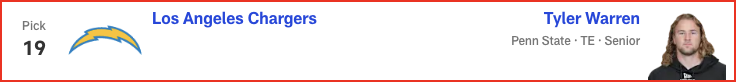 Pick
19
Los Angeles Chargers
Tyler Warren
Penn State · TE · Senior